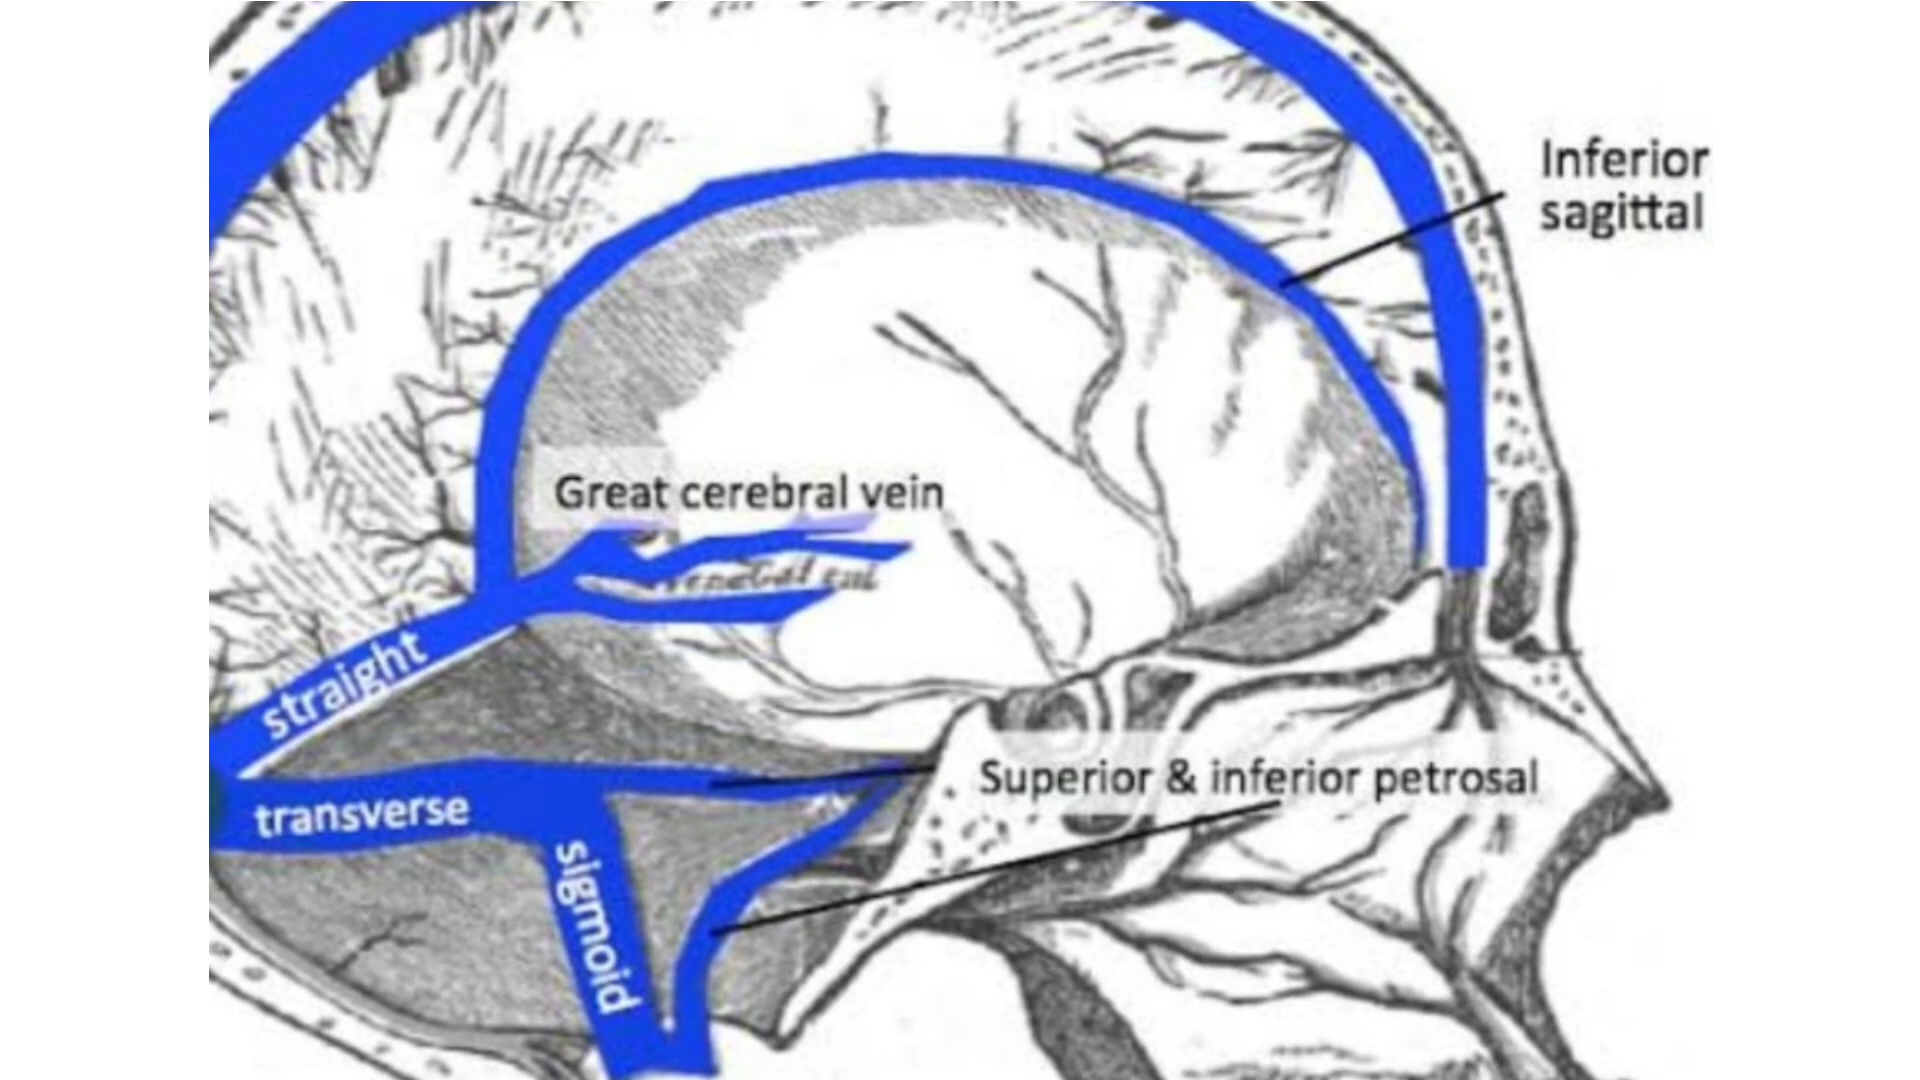 Inferior
sagittal
Great cerebral vein
straight
Superior & inferior petrosal
transverse
sigmoid